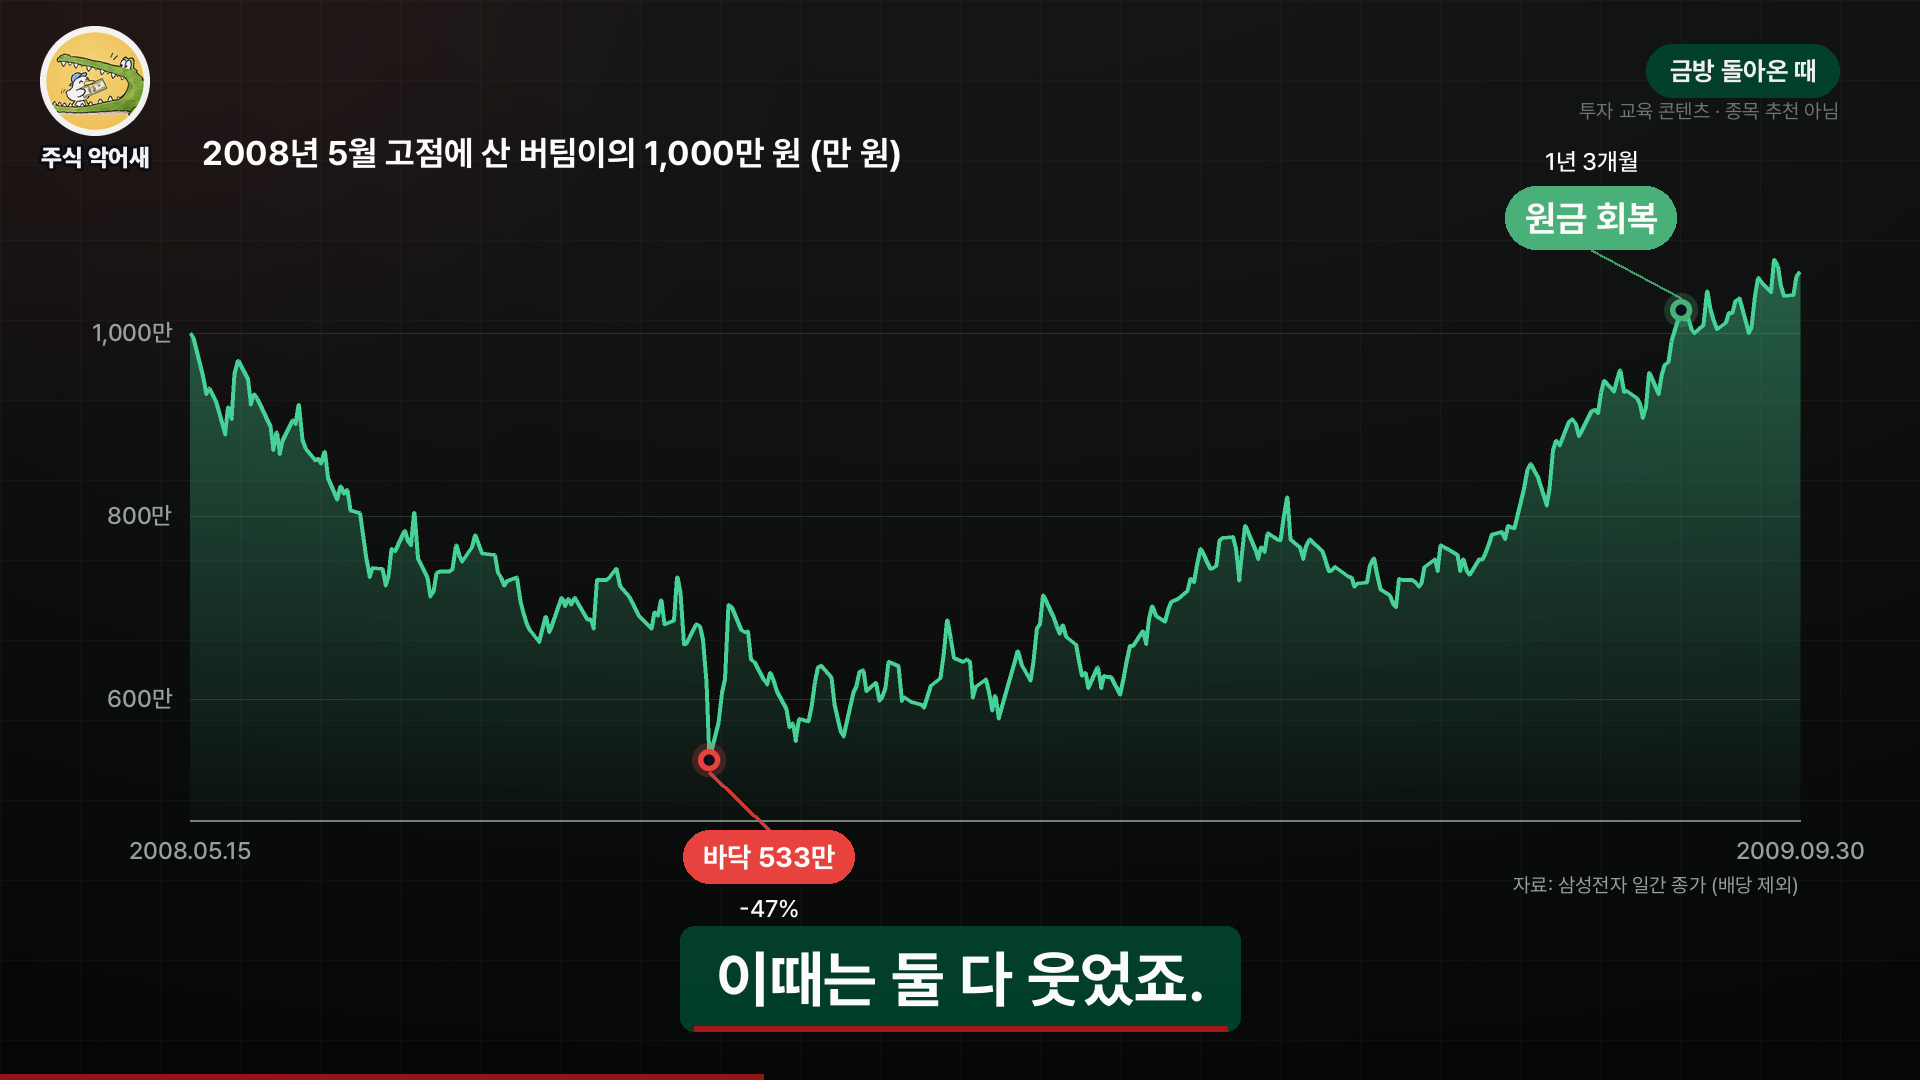 주식 악어새
금방 돌아온 때
투자 교육 콘텐츠 · 종목 추천 아님
2008년 5월 고점에 산 버팀이의 1,000만 원 (만 원)
1년 3개월
원금 회복
1,000만
800만
600만
바닥 533만
-47%
2008.05.15
2009.09.30
자료: 삼성전자 일간 종가 (배당 제외)
이때는 둘 다 웃었죠.